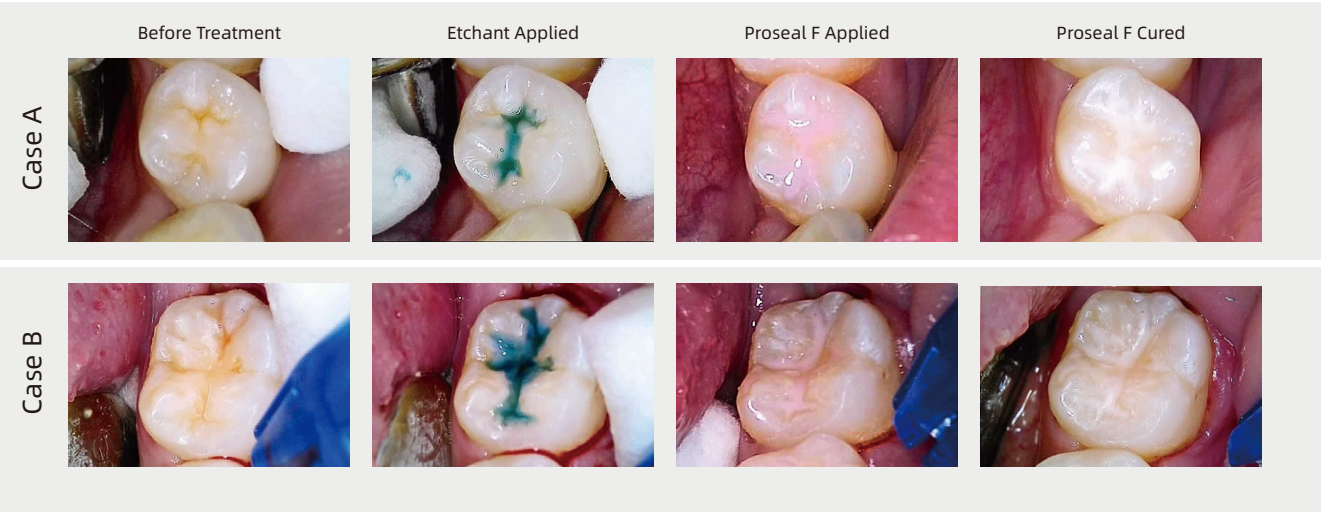 Before Treatment
Etchant Applied
Proseal F Applied
Proseal F Cured
Case A
Case B